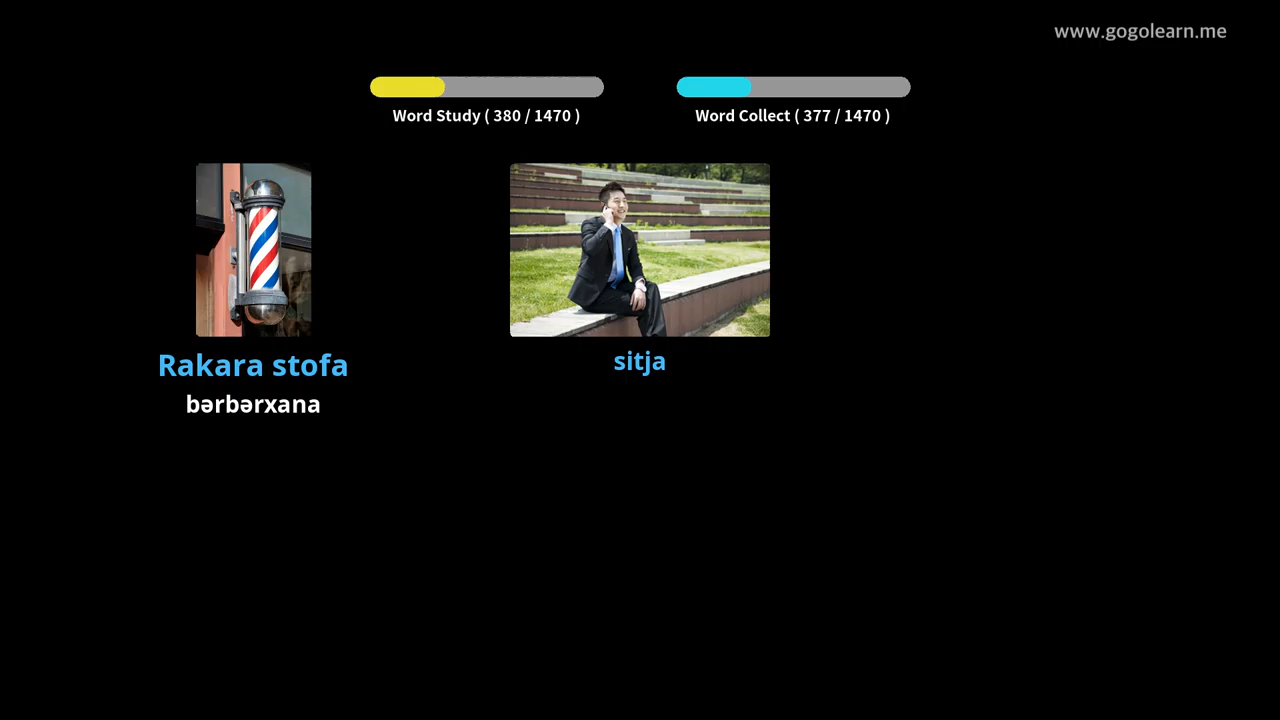 www.gogolearn.me
Word Study ( 380 / 1470 )
Word Collect ( 377 / 1470 )
Rakara stofa
bərbərxana
sitja